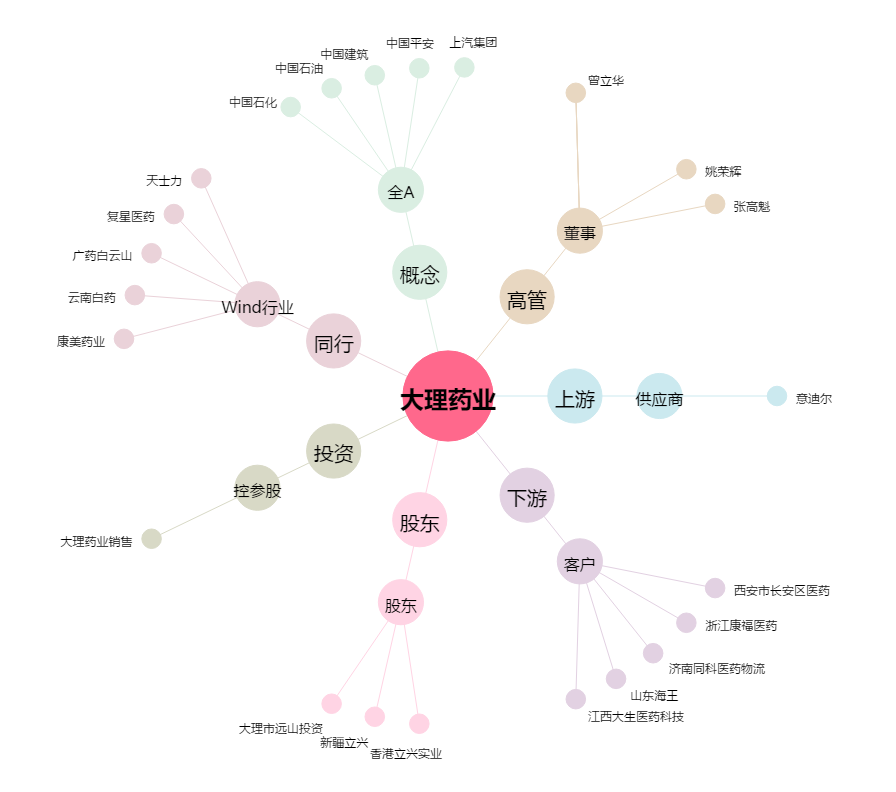 上汽集团
中国平安
中国建筑
中国石油
中国石化
曾立华
姚荣辉
张高魁
天士力
复星医药
广药白云山
云南白药
康美药业
全A
概念
董事
高管
Wind行业
同行
大理药业
上游
供应商
意迪尔
投资
控参股
大理药业销售
股东
股东
下游
客户
西安市长安区医药
浙江康福医药
济南同科医药物流
山东海王
江西大生医药科技
大理市远山投资
新疆立兴
香港立兴实业